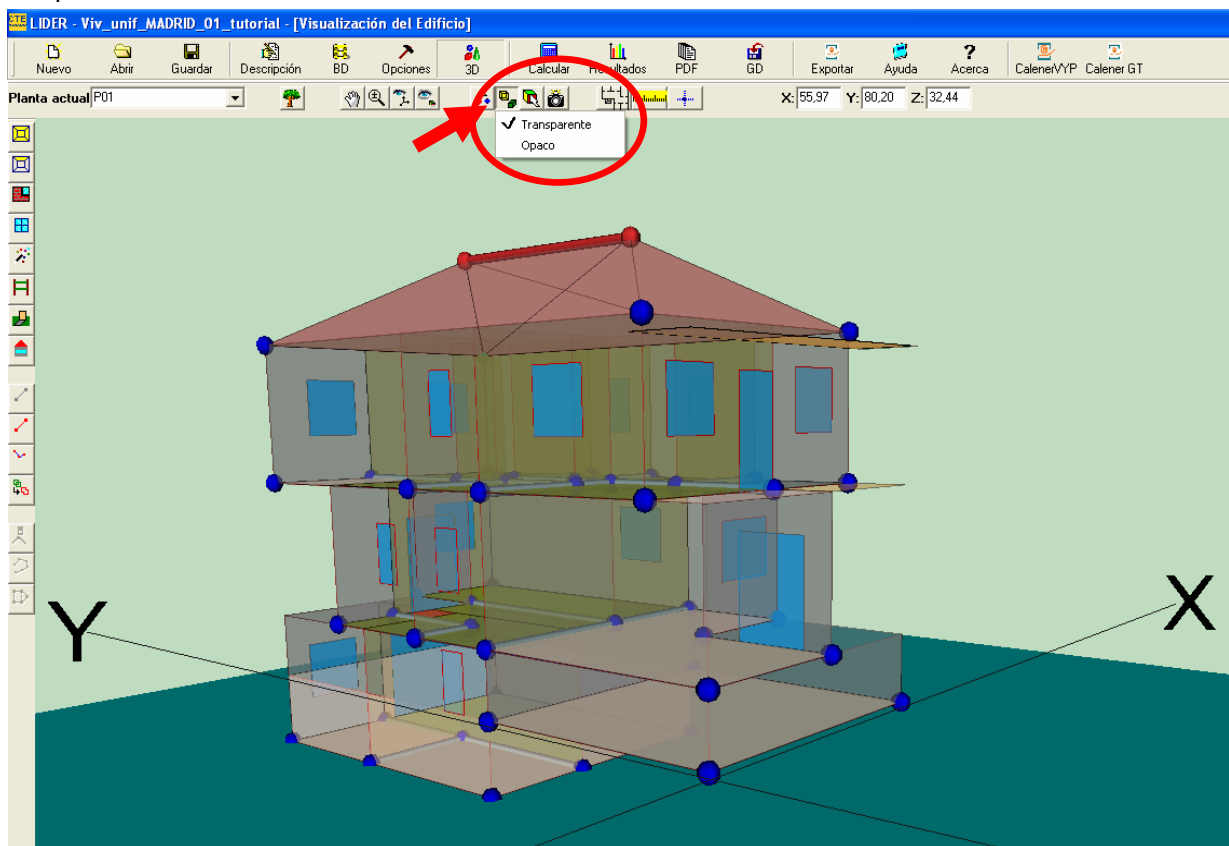 CTE LIDER - Viv_unif_MADRID_01_tutorial - [Visualización del Edificio]
Nuevo Abrir Guardar Descripción BD Opciones 3D Calcular Resultados PDF GD Exportar Ayuda Acerca CalenerVYP Calener GT
Planta actual P01 X: 55,97 Y: 80,20 Z: 32,44
Transparente
Opaco
X
Y